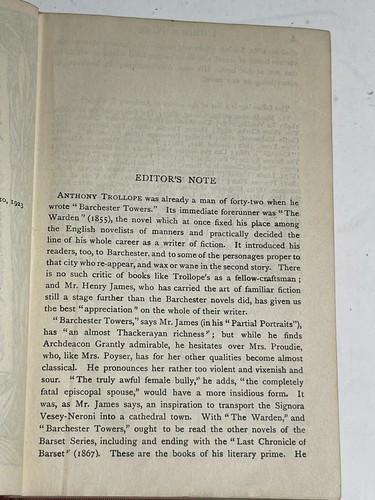 10, 1923
EDITOR'S NOTE
ANTHONY TROLLOPE was already a man of forty-two when he
wrote "Barchester Towers." Its immediate forerunner was "The
Warden" (1855), the novel which at once fixed his place among
the English novelists of manners and practically decided the
line of his whole career as a writer of fiction. It introduced his
readers, too, to Barchester, and to some of the personages proper to
that city who re-appear, and wax or wane in the second story. There
is no such critic of books like Trollope's as a fellow-craftsman;
and Mr. Henry James, who has carried the art of familiar fiction
still a stage further than the Barchester novels did, has given us
the best "appreciation" on the whole of their writer.
"Barchester Towers," says Mr. James (in his "Partial Portraits"),
has "an almost Thackerayan richness"; but while he finds
Archdeacon Grantly admirable, he hesitates over Mrs. Proudie,
who, like Mrs. Poyser, has for her other qualities become almost
classical. He pronounces her rather too violent and vixenish and
sour. "The truly awful female bully," he adds, "the completely
fatal episcopal spouse," would have a more insidious form. It
was, as Mr. James says, an inspiration to transport the Signora
Vesey-Neroni into a cathedral town. With "The Warden," and
"Barchester Towers," ought to be read the other novels of the
Barset Series, including and ending with the "Last Chronicle of
Barset" (1867). These are the books of his literary prime. He